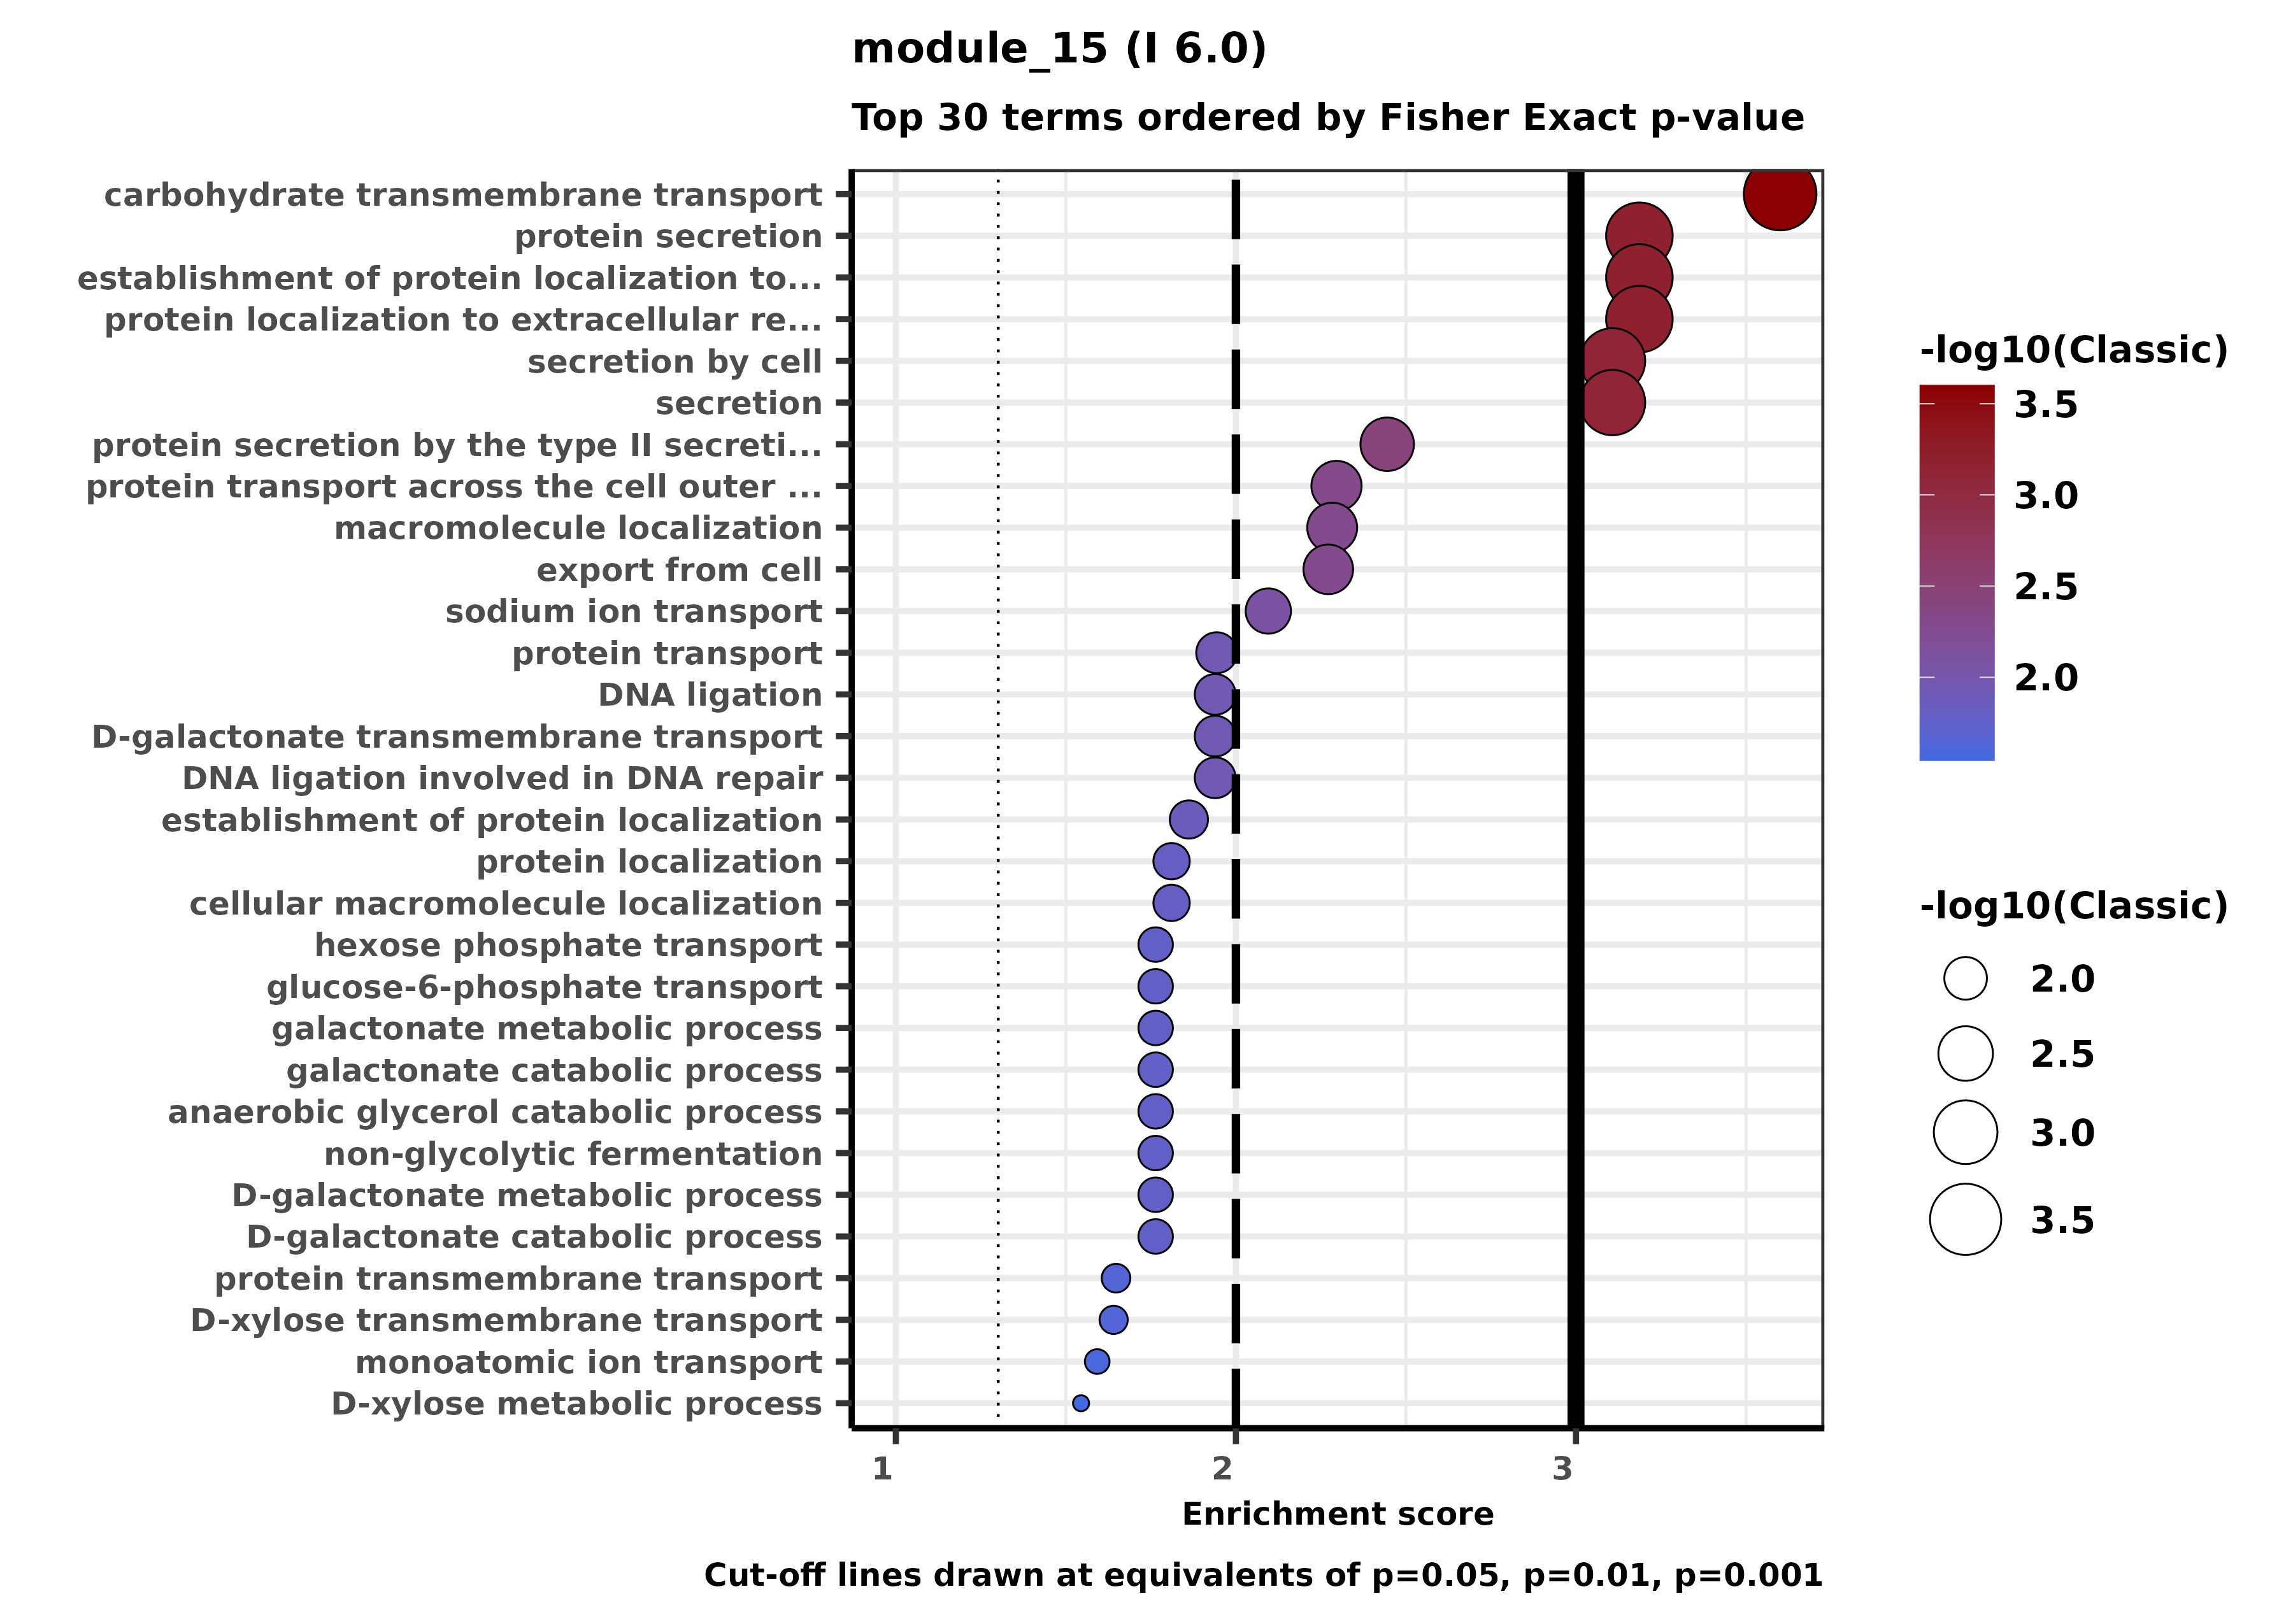 module_15 (I 6.0)
Top 30 terms ordered by Fisher Exact p-value
carbohydrate transmembrane transport
protein secretion
establishment of protein localization to...
protein localization to extracellular re...
secretion by cell
secretion
protein secretion by the type II secreti...
protein transport across the cell outer ...
macromolecule localization
export from cell
sodium ion transport
protein transport
DNA ligation
D-galactonate transmembrane transport
DNA ligation involved in DNA repair
establishment of protein localization
protein localization
cellular macromolecule localization
hexose phosphate transport
glucose-6-phosphate transport
galactonate metabolic process
galactonate catabolic process
anaerobic glycerol catabolic process
non-glycolytic fermentation
D-galactonate metabolic process
D-galactonate catabolic process
protein transmembrane transport
D-xylose transmembrane transport
monoatomic ion transport
D-xylose metabolic process
1 2 3
Enrichment score
Cut-off lines drawn at equivalents of p=0.05, p=0.01, p=0.001
-log10(Classic)
3.5
3.0
2.5
2.0
-log10(Classic)
2.0
2.5
3.0
3.5